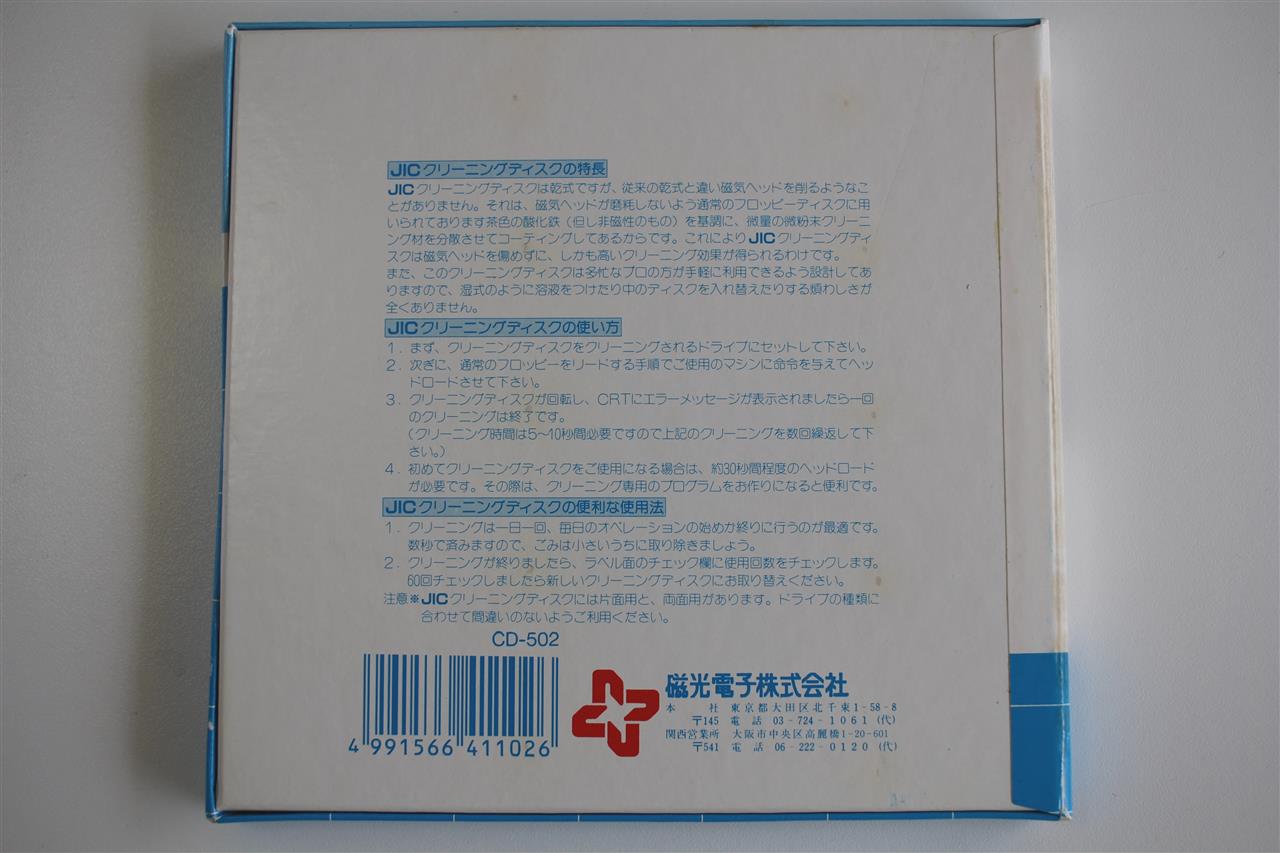 JICクリーニングディスクの特長
JICクリーニングディスクは乾式ですが、従来の乾式と違い磁気ヘッドを削るようなこ
とがありません。それは、磁気ヘッドが磨耗しないよう通常のフロッピーディスクに用
いられております茶色の酸化鉄（但し非磁性のもの）を基調に、微量の微粉末クリーニ
ング材を分散させてコーティングしてあるからです。これによりJICクリーニングディ
スクは磁気ヘッドを傷めずに、しかも高いクリーニング効果が得られるわけです。
また、このクリーニングディスクは多忙なプロの方が手軽に利用できるよう設計してあ
りますので、湿式のように溶液をつけたり中のディスクを入れ替えたりする煩わしさが
全くありません。
JICクリーニングディスクの使い方
1．まず、クリーニングディスクをクリーニングされるドライブにセットして下さい。
2．次ぎに、通常のフロッピーをリードする手順でご使用のマシンに命令を与えてヘッ
ドロードさせて下さい。
3．クリーニングディスクが回転し、CRTにエラーメッセージが表示されましたら一回
のクリーニングは終了です。
（クリーニング時間は5〜10秒間必要ですので上記のクリーニングを数回繰返して下
さい。）
4．初めてクリーニングディスクをご使用になる場合は、約30秒間程度のヘッドロード
が必要です。その際は、クリーニング専用のプログラムをお作りになると便利です。
JICクリーニングディスクの便利な使用法
1．クリーニングは一日一回、毎日のオペレーションの始めか終りに行うのが最適です。
数秒で済みますので、ごみは小さいうちに取り除きましょう。
2．クリーニングが終りましたら、ラベル面のチェック欄に使用回数をチェックします。
60回チェックしましたら新しいクリーニングディスクにお取り替えください。
注意※JICクリーニングディスクには片面用と、両面用があります。ドライブの種類に
合わせて間違いのないようご利用ください。
CD-502
4 991566 411026
磁光電子株式会社
本　社　東京都大田区北千束1-58-8
〒145　電話　03-724-1061（代）
関西営業所　大阪市中央区高麗橋1-20-601
〒541　電話　06-222-0120（代）